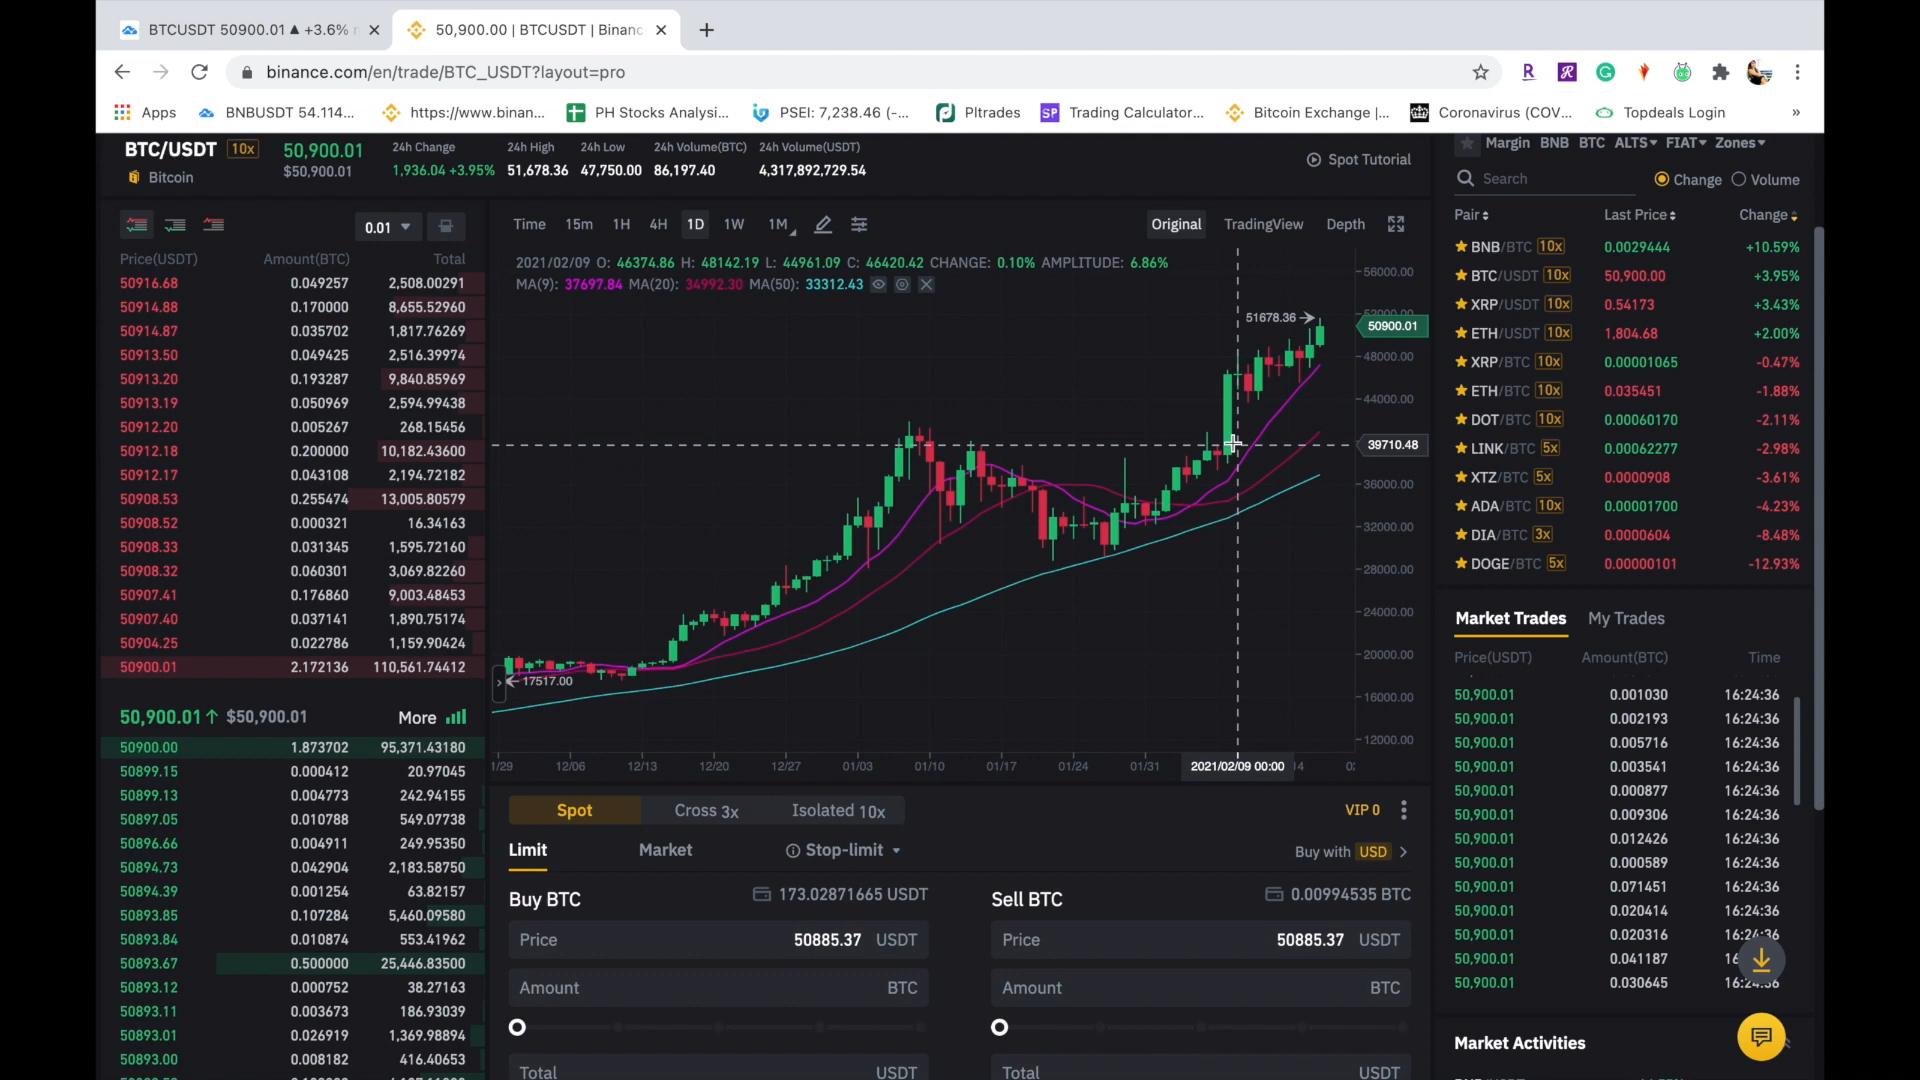 BTCUSDT 50900.01 ▲ +3.6%
50,900.00 | BTCUSDT | Binanc
binance.com/en/trade/BTC_USDT?layout=pro
Apps BNBUSDT 54.114... https://www.binan... PH Stocks Analysi... PSEI: 7,238.46 (-... Pltrades SP Trading Calculator... Bitcoin Exchange |... Coronavirus (COV... Topdeals Login »
BTC/USDT 10x 50,900.01 24h Change 24h High 24h Low 24h Volume(BTC) 24h Volume(USDT)
$50,900.01 1,936.04 +3.95% 51,678.36 47,750.00 86,197.40 4,317,892,729.54
Bitcoin
Spot Tutorial
0.01
Price(USDT) Amount(BTC) Total
50916.68 0.049257 2,508.00291
50914.88 0.170000 8,655.52960
50914.87 0.035702 1,817.76269
50913.50 0.049425 2,516.39974
50913.20 0.193287 9,840.85969
50913.19 0.050969 2,594.99438
50912.20 0.005267 268.15456
50912.18 0.200000 10,182.43600
50912.17 0.043108 2,194.72182
50908.53 0.255474 13,005.80579
50908.52 0.000321 16.34163
50908.33 0.031345 1,595.72160
50908.32 0.060301 3,069.82260
50907.41 0.176860 9,003.48453
50907.40 0.037141 1,890.75174
50904.25 0.022786 1,159.90424
50900.01 2.172136 110,561.74412
50,900.01↑ $50,900.01 More
50900.00 1.873702 95,371.43180
50899.15 0.000412 20.97045
50899.13 0.004773 242.94155
50897.05 0.010788 549.07738
50896.66 0.004911 249.95350
50894.73 0.042904 2,183.58750
50894.39 0.001254 63.82157
50893.85 0.107284 5,460.09580
50893.84 0.010874 553.41962
50893.67 0.500000 25,446.83500
50893.12 0.000752 38.27163
50893.11 0.003673 186.93039
50893.01 0.026919 1,369.98894
50893.00 0.008182 416.40653
Time 15m 1H 4H 1D 1W 1M Original TradingView Depth
2021/02/09 O: 46374.86 H: 48142.19 L: 44961.09 C: 46420.42 CHANGE: 0.10% AMPLITUDE: 6.86%
MA(9): 37697.84 MA(20): 34992.30 MA(50): 33312.43
56000.00
52000.00
51678.36
50900.01
48000.00
44000.00
39710.48
36000.00
32000.00
28000.00
24000.00
20000.00
17517.00
16000.00
12000.00
1/29 12/06 12/13 12/20 12/27 01/03 01/10 01/17 01/24 01/31 2021/02/09 00:00 14 0
Spot Cross 3x Isolated 10x VIP 0
Limit Market Stop-limit Buy with USD
Buy BTC 173.02871665 USDT
Price 50885.37 USDT
Amount BTC
Total USDT
Sell BTC 0.00994535 BTC
Price 50885.37 USDT
Amount BTC
Total USDT
Margin BNB BTC ALTS FIAT Zones
Search Change Volume
Pair Last Price Change
BNB/BTC 10x 0.0029444 +10.59%
BTC/USDT 10x 50,900.00 +3.95%
XRP/USDT 10x 0.54173 +3.43%
ETH/USDT 10x 1,804.68 +2.00%
XRP/BTC 10x 0.00001065 -0.47%
ETH/BTC 10x 0.035451 -1.88%
DOT/BTC 10x 0.00060170 -2.11%
LINK/BTC 5x 0.00062277 -2.98%
XTZ/BTC 5x 0.0000908 -3.61%
ADA/BTC 10x 0.00001700 -4.23%
DIA/BTC 3x 0.0000604 -8.48%
DOGE/BTC 5x 0.00000101 -12.93%
Market Trades My Trades
Price(USDT) Amount(BTC) Time
50,900.01 0.001030 16:24:36
50,900.01 0.002193 16:24:36
50,900.01 0.005716 16:24:36
50,900.01 0.003541 16:24:36
50,900.01 0.000877 16:24:36
50,900.01 0.009306 16:24:36
50,900.01 0.012426 16:24:36
50,900.01 0.000589 16:24:36
50,900.01 0.071451 16:24:36
50,900.01 0.020414 16:24:36
50,900.01 0.020316 16:24:36
50,900.01 0.041187
50,900.01 0.030645 16:24:36
Market Activities